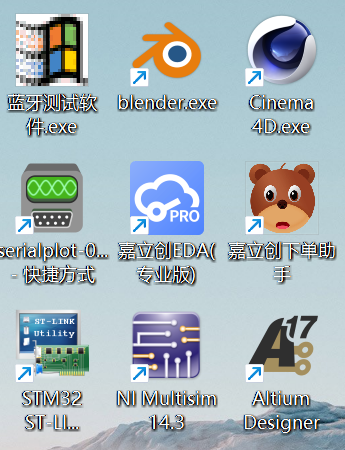 蓝牙测试软
件.exe
blender.exe
Cinema
4D.exe
serialplot-0...
- 快捷方式
PRO
嘉立创EDA(
专业版)
嘉立创下单助
手
ST-LINK
Utility
STM32
ST-LI...
NI Multisim
14.3
A17
Altium
Designer